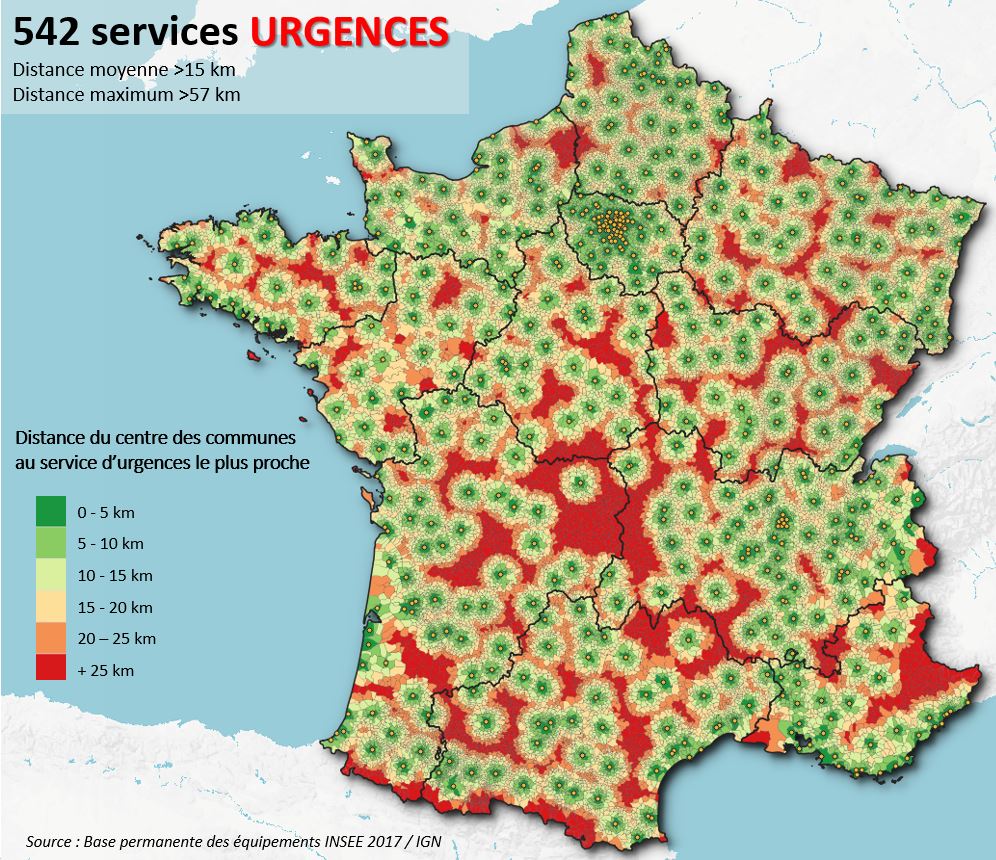 542 services URGENCES
Distance moyenne >15 km
Distance maximum >57 km
Distance du centre des communes
au service d'urgences le plus proche
0 - 5 km
5 - 10 km
10 - 15 km
15 - 20 km
20 – 25 km
+ 25 km
Source : Base permanente des équipements INSEE 2017 / IGN